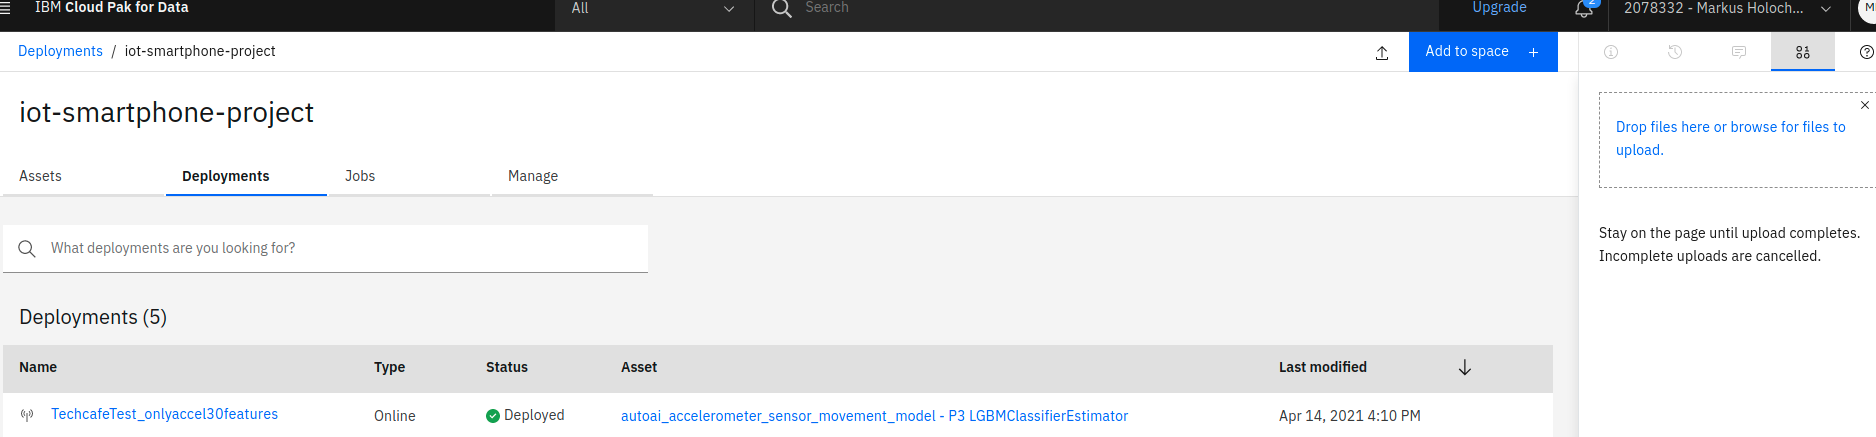 IBM Cloud Pak for Data
All
Search
Upgrade
2
2078332 - Markus Holoch...
Deployments / iot-smartphone-project
Add to space +
iot-smartphone-project
Assets
Deployments
Jobs
Manage
What deployments are you looking for?
Deployments (5)
Name Type Status Asset Last modified
TechcafeTest_onlyaccel30features Online Deployed autoai_accelerometer_sensor_movement_model - P3 LGBMClassifierEstimator Apr 14, 2021 4:10 PM
Drop files here or browse for files to
upload.
Stay on the page until upload completes.
Incomplete uploads are cancelled.